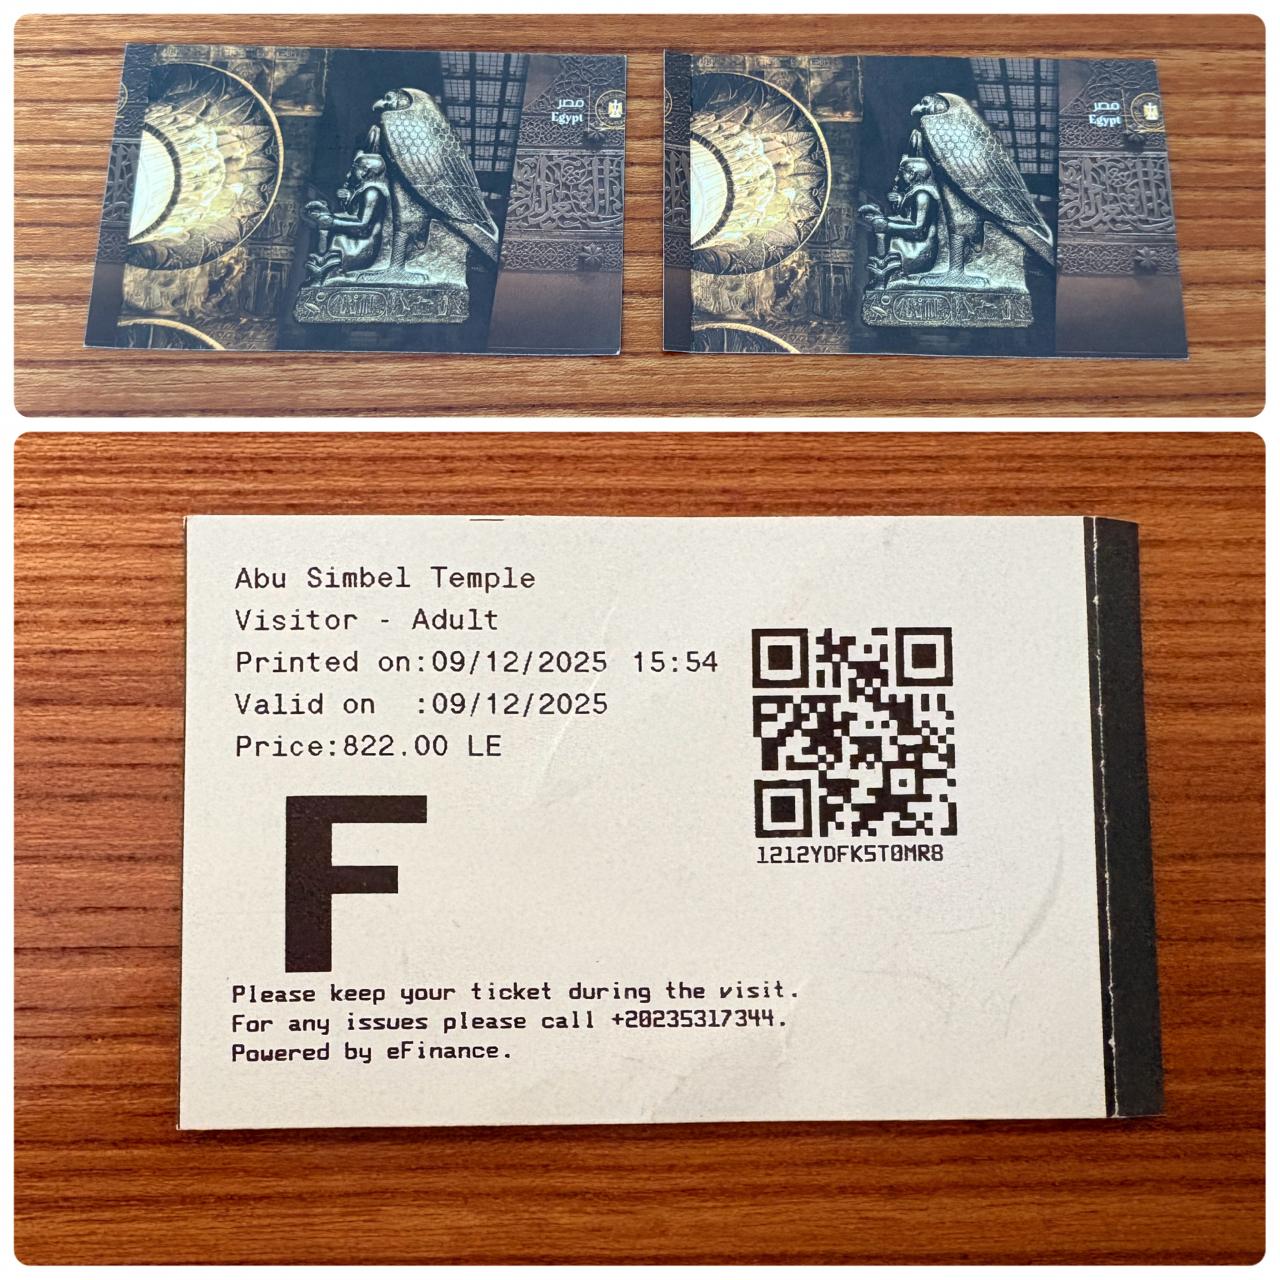 مصر
Egypt
مصر
Egypt
Abu Simbel Temple
Visitor - Adult
Printed on:09/12/2025 15:54
Valid on  :09/12/2025
Price:822.00 LE
1212YDFK5T0MR8
F
Please keep your ticket during the visit.
For any issues please call +20235317344.
Powered by eFinance.